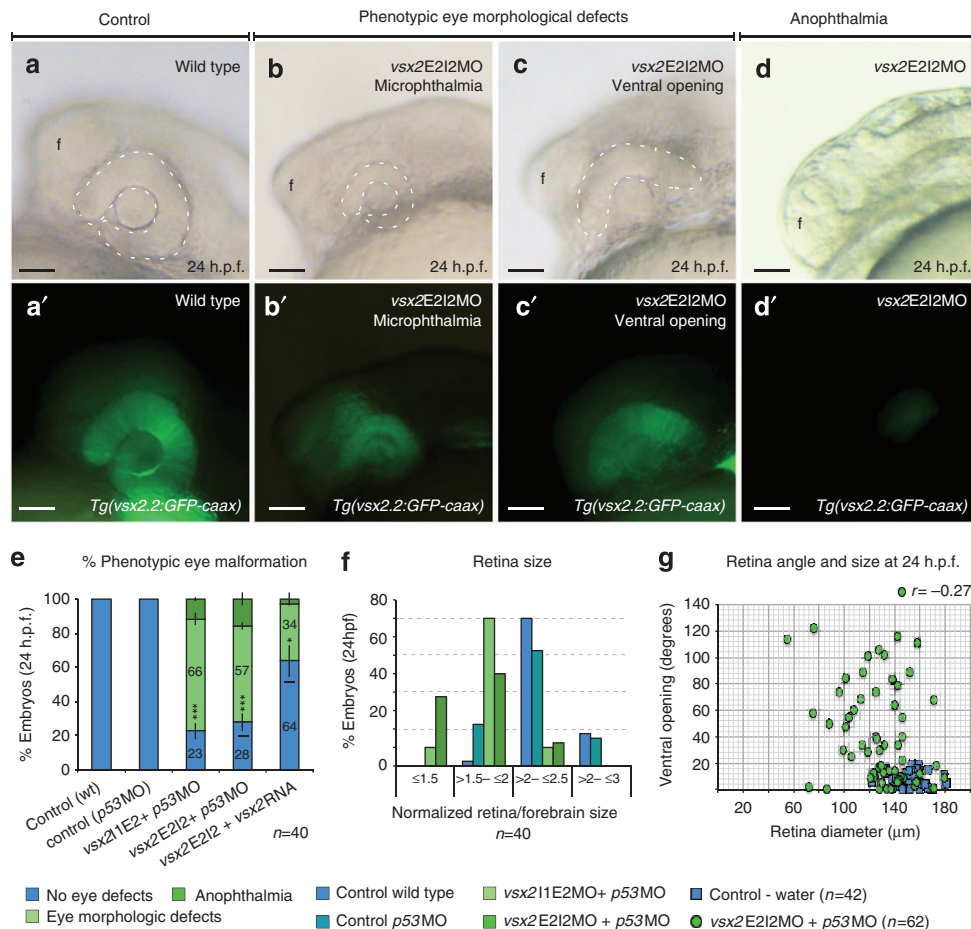 Control
Phenotypic eye morphological defects
Anophthalmia
a
Wild type
f
24 h.p.f.
b
vsx2E2I2MO
Microphthalmia
f
24 h.p.f.
c
vsx2E2I2MO
Ventral opening
f
24 h.p.f.
d
vsx2E2I2MO
f
24 h.p.f.
a′
Wild type
Tg(vsx2.2:GFP-caax)
b′
vsx2E2I2MO
Microphthalmia
c′
vsx2E2I2MO
Ventral opening
Tg(vsx2.2:GFP-caax)
d′
vsx2E2I2MO
Tg(vsx2.2:GFP-caax)
e
% Phenotypic eye malformation
% Embryos (24 h.p.f.)
100
80
60
40
20
0
66
***
23
57
***
28
34
*
64
Control (wt)
control (p53MO)
vsx2I1E2+ p53MO
vsx2E2I2+ p53MO
vsx2E2I2 + vsx2RNA
n=40
No eye defects
Anophthalmia
Eye morphologic defects
f
Retina size
% Embryos (24hpf)
80
60
40
20
0
≤1.5
>1.5– ≤2
>2– ≤2.5
>2– ≤3
Normalized retina/forebrain size
n=40
Control wild type
Control p53MO
vsx2I1E2MO+ p53MO
vsx2E2I2MO + p53MO
g
Retina angle and size at 24 h.p.f.
r= –0.27
Ventral opening (degrees)
140
120
100
80
60
40
20
20
60
100
140
180
Retina diameter (μm)
Control - water (n=42)
vsx2E2I2MO + p53MO (n=62)